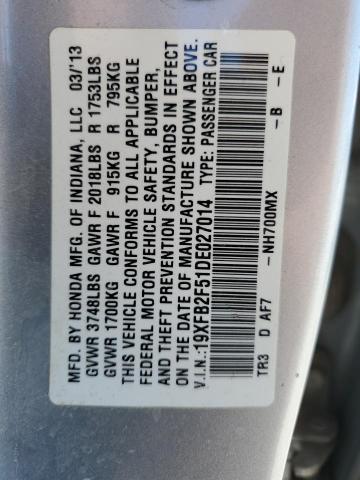 MFD. BY HONDA MFG. OF INDIANA, LLC 03/'13
GVWR 3748LBS GAWR F 2018LBS R 1753LBS
GVWR 1700KG GAWR F 915KG R 795KG
THIS VEHICLE CONFORMS TO ALL APPLICABLE
FEDERAL MOTOR VEHICLE SAFETY, BUMPER,
AND THEFT PREVENTION STANDARDS IN EFFECT
ON THE DATE OF MANUFACTURE SHOWN ABOVE.
V.I.N.: 19XFB2F51DE027014 TYPE: PASSENGER CAR
TR3 D AF7 - NH700MX - B - E